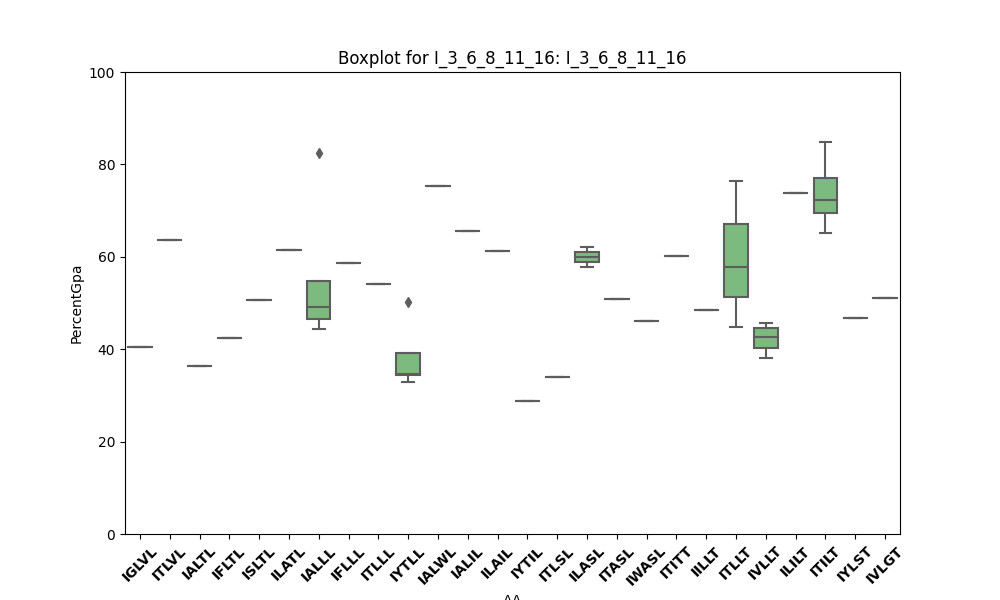 Boxplot for I_3_6_8_11_16: I_3_6_8_11_16
100
80
60
40
20
0
PercentGpa
IGLVL
ITLVL
IALTL
IFLTL
ISLTL
ILATL
IALLL
IFLLL
ITLLL
IYTLL
IALWL
IALIL
ILAIL
IYTIL
ITLSL
ILASL
ITASL
IWASL
ITITT
IILLT
ITLLT
IVLLT
ILILT
ITILT
IYLST
IVLGT
AA